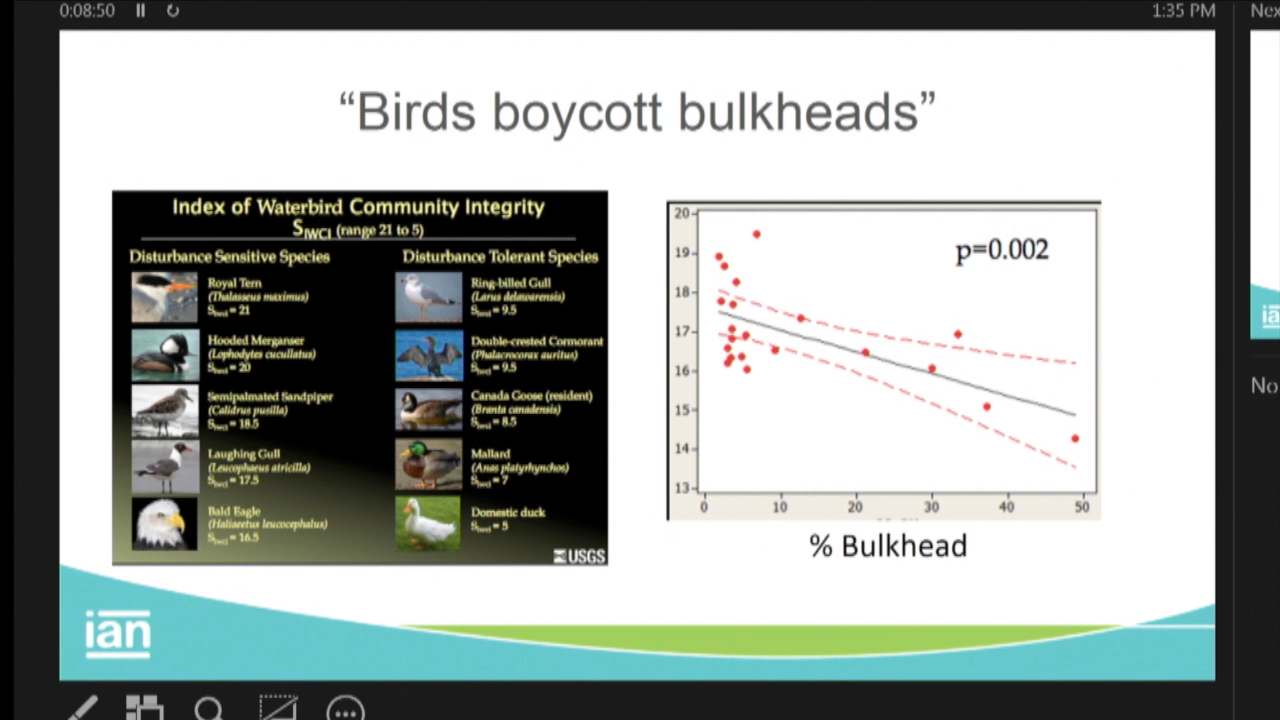 0:08:50
1:35 PM
Nex
"Birds boycott bulkheads"
Index of Waterbird Community Integrity
SIWCI (range 21 to 5)
Disturbance Sensitive Species
Royal Tern
(Thalasseus maximus)
Siwci = 21
Hooded Merganser
(Lophodytes cucullatus)
Siwci = 20
Semipalmated Sandpiper
(Calidrus pusilla)
Siwci = 18.5
Laughing Gull
(Leucophaeus atricilla)
Siwci = 17.5
Bald Eagle
(Haliaeetus leucocephalus)
Siwci = 16.5
Disturbance Tolerant Species
Ring-billed Gull
(Larus delawarensis)
Siwci = 9.5
Double-crested Cormorant
(Phalacrocorax auritus)
Siwci = 9.5
Canada Goose (resident)
(Branta canadensis)
Siwci = 8.5
Mallard
(Anas platyrhynchos)
Siwci = 7
Domestic duck
Siwci = 5
USGS
p=0.002
20
19
18
17
16
15
14
13
0 10 20 30 40 50
% Bulkhead
ian
ia
No